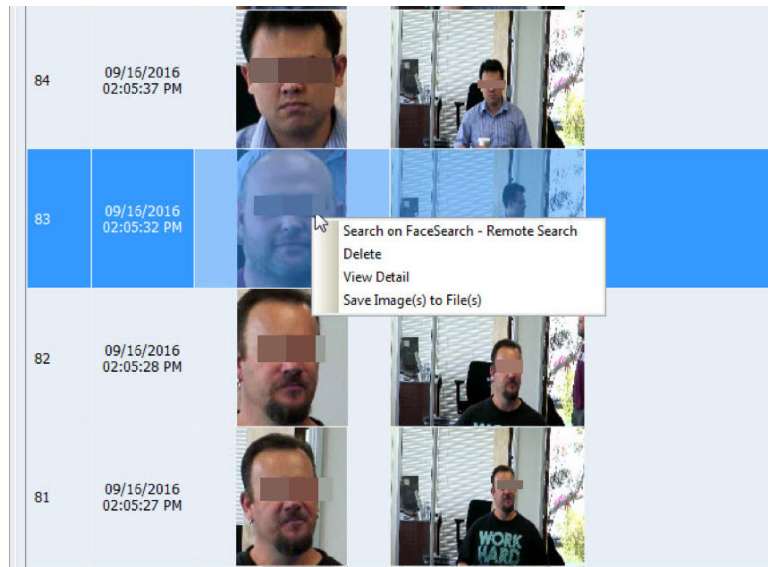 84
09/16/2016
02:05:37 PM
83
09/16/2016
02:05:32 PM
Search on FaceSearch - Remote Search
Delete
View Detail
Save Image(s) to File(s)
82
09/16/2016
02:05:28 PM
WORK
81
09/16/2016
02:05:27 PM
WORK
HARD